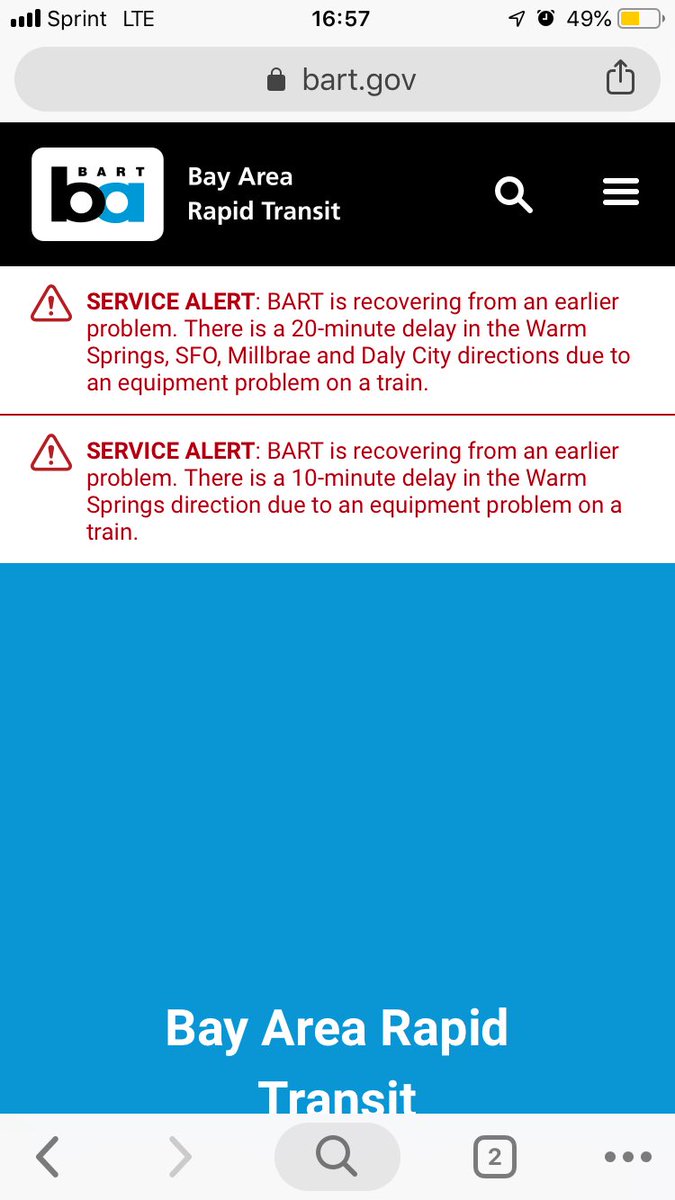 Sprint LTE 16:57 49%
bart.gov
BART
ba
Bay Area
Rapid Transit
SERVICE ALERT: BART is recovering from an earlier
problem. There is a 20-minute delay in the Warm
Springs, SFO, Millbrae and Daly City directions due to
an equipment problem on a train.
SERVICE ALERT: BART is recovering from an earlier
problem. There is a 10-minute delay in the Warm
Springs direction due to an equipment problem on a
train.
Bay Area Rapid
Transit
2